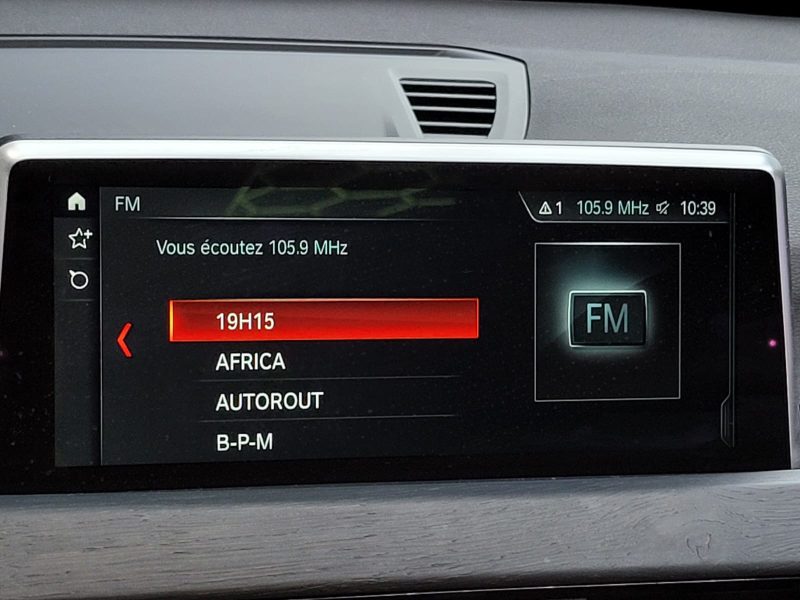 FM
1 105.9 MHz 10:39
Vous écoutez 105.9 MHz
19H15
AFRICA
AUTOROUT
B-P-M
FM